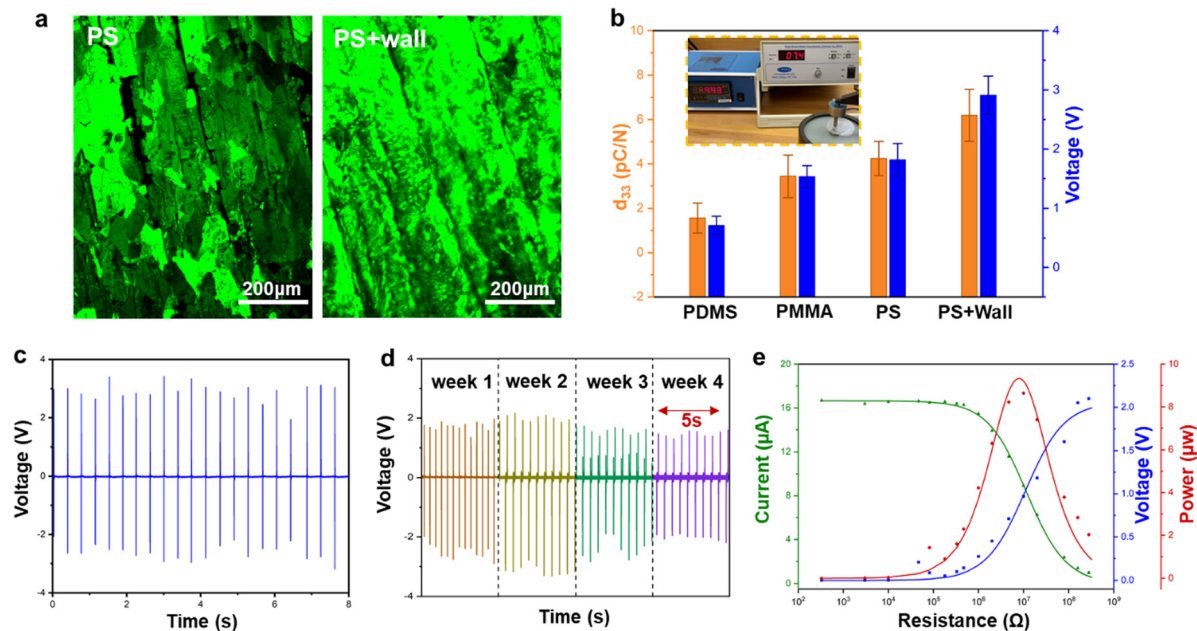 a
PS
PS+wall
200µm
200µm
b
d33 (pC/N)
10
8
6
4
2
0
-2
Voltage (V)
4
3
2
1
0
PDMS
PMMA
PS
PS+Wall
c
Voltage (V)
4
2
0
-2
-4
0
2
4
6
8
Time (s)
d
Voltage (V)
4
2
0
-2
-4
week 1
week 2
week 3
week 4
5s
Time (s)
e
Current (µA)
20
16
12
8
4
0
Voltage (V)
2.5
2.0
1.5
1.0
0.5
0.0
Power (µw)
10
8
6
4
2
0
10²
10³
10⁴
10⁵
10⁶
10⁷
10⁸
10⁹
Resistance (Ω)